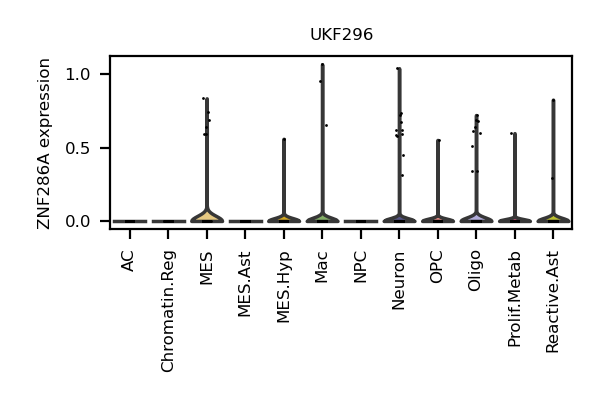 UKF296
ZNF286A expression
1.0
0.5
0.0
AC
Chromatin.Reg
MES
MES.Ast
MES.Hyp
Mac
NPC
Neuron
OPC
Oligo
Prolif.Metab
Reactive.Ast